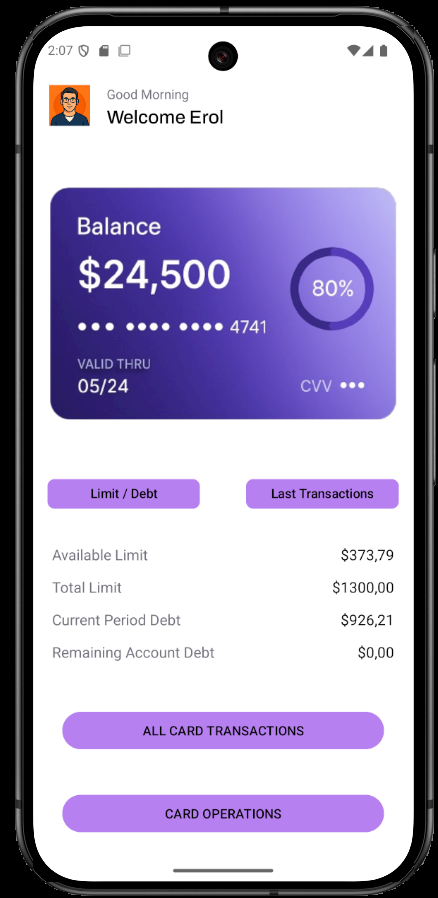 2:07
Good Morning
Welcome Erol
Balance
$24,500
80%
••• •••• •••• 4741
VALID THRU
05/24
CVV •••
Limit / Debt
Last Transactions
Available Limit $373,79
Total Limit $1300,00
Current Period Debt $926,21
Remaining Account Debt $0,00
ALL CARD TRANSACTIONS
CARD OPERATIONS